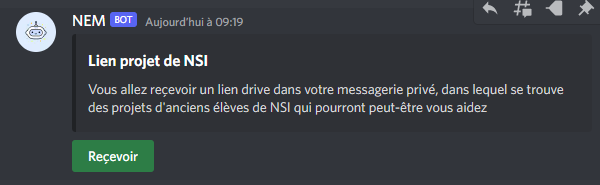 NEM BOT Aujourd'hui à 09:19
Lien projet de NSI
Vous allez reçevoir un lien drive dans votre messagerie privé, dans lequel se trouve
des projets d'anciens élèves de NSI qui pourront peut-être vous aidez
Reçevoir